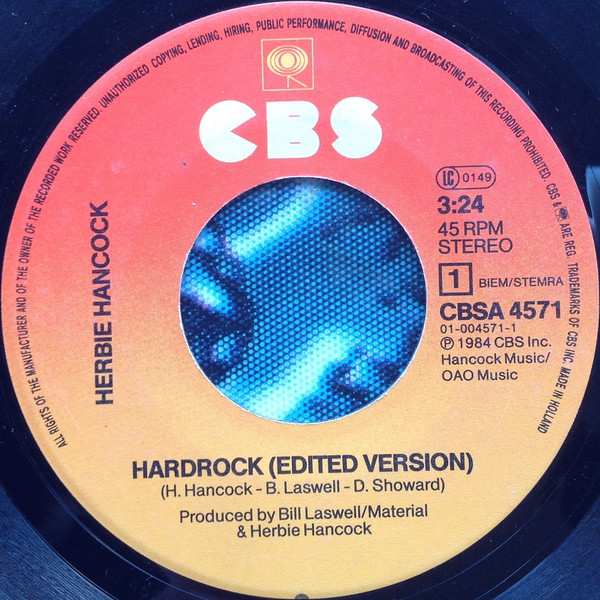 ALL RIGHTS OF THE MANUFACTURER AND OF THE OWNER OF THE RECORDED WORK RESERVED. UNAUTHORIZED COPYING, LENDING, HIRING, PUBLIC PERFORMANCE, DIFFUSION AND BROADCASTING OF THIS RECORDING PROHIBITED. CBS & ARE REG. TRADEMARKS OF CBS INC. MADE IN HOLLAND
CBS
HERBIE HANCOCK
LC 0149
3:24
45 RPM
STEREO
1 BIEM/STEMRA
CBSA 4571
01-004571-1
Ⓟ 1984 CBS Inc.
Hancock Music/
OAO Music
HARDROCK (EDITED VERSION)
(H. Hancock - B. Laswell - D. Showard)
Produced by Bill Laswell/Material
& Herbie Hancock